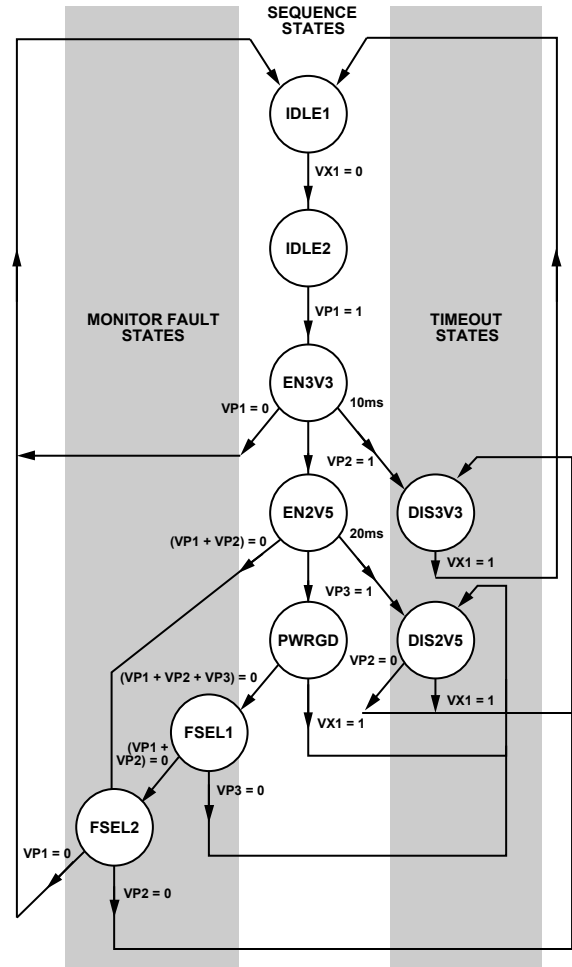 SEQUENCE
STATES
IDLE1
VX1 = 0
IDLE2
VP1 = 1
MONITOR FAULT
STATES
TIMEOUT
STATES
EN3V3
VP1 = 0
10ms
VP2 = 1
DIS3V3
VX1 = 1
EN2V5
(VP1 + VP2) = 0
20ms
VP3 = 1
PWRGD
DIS2V5
VP2 = 0
VX1 = 1
(VP1 + VP2 + VP3) = 0
VX1 = 1
FSEL1
(VP1 +
VP2) = 0
VP3 = 0
FSEL2
VP1 = 0
VP2 = 0